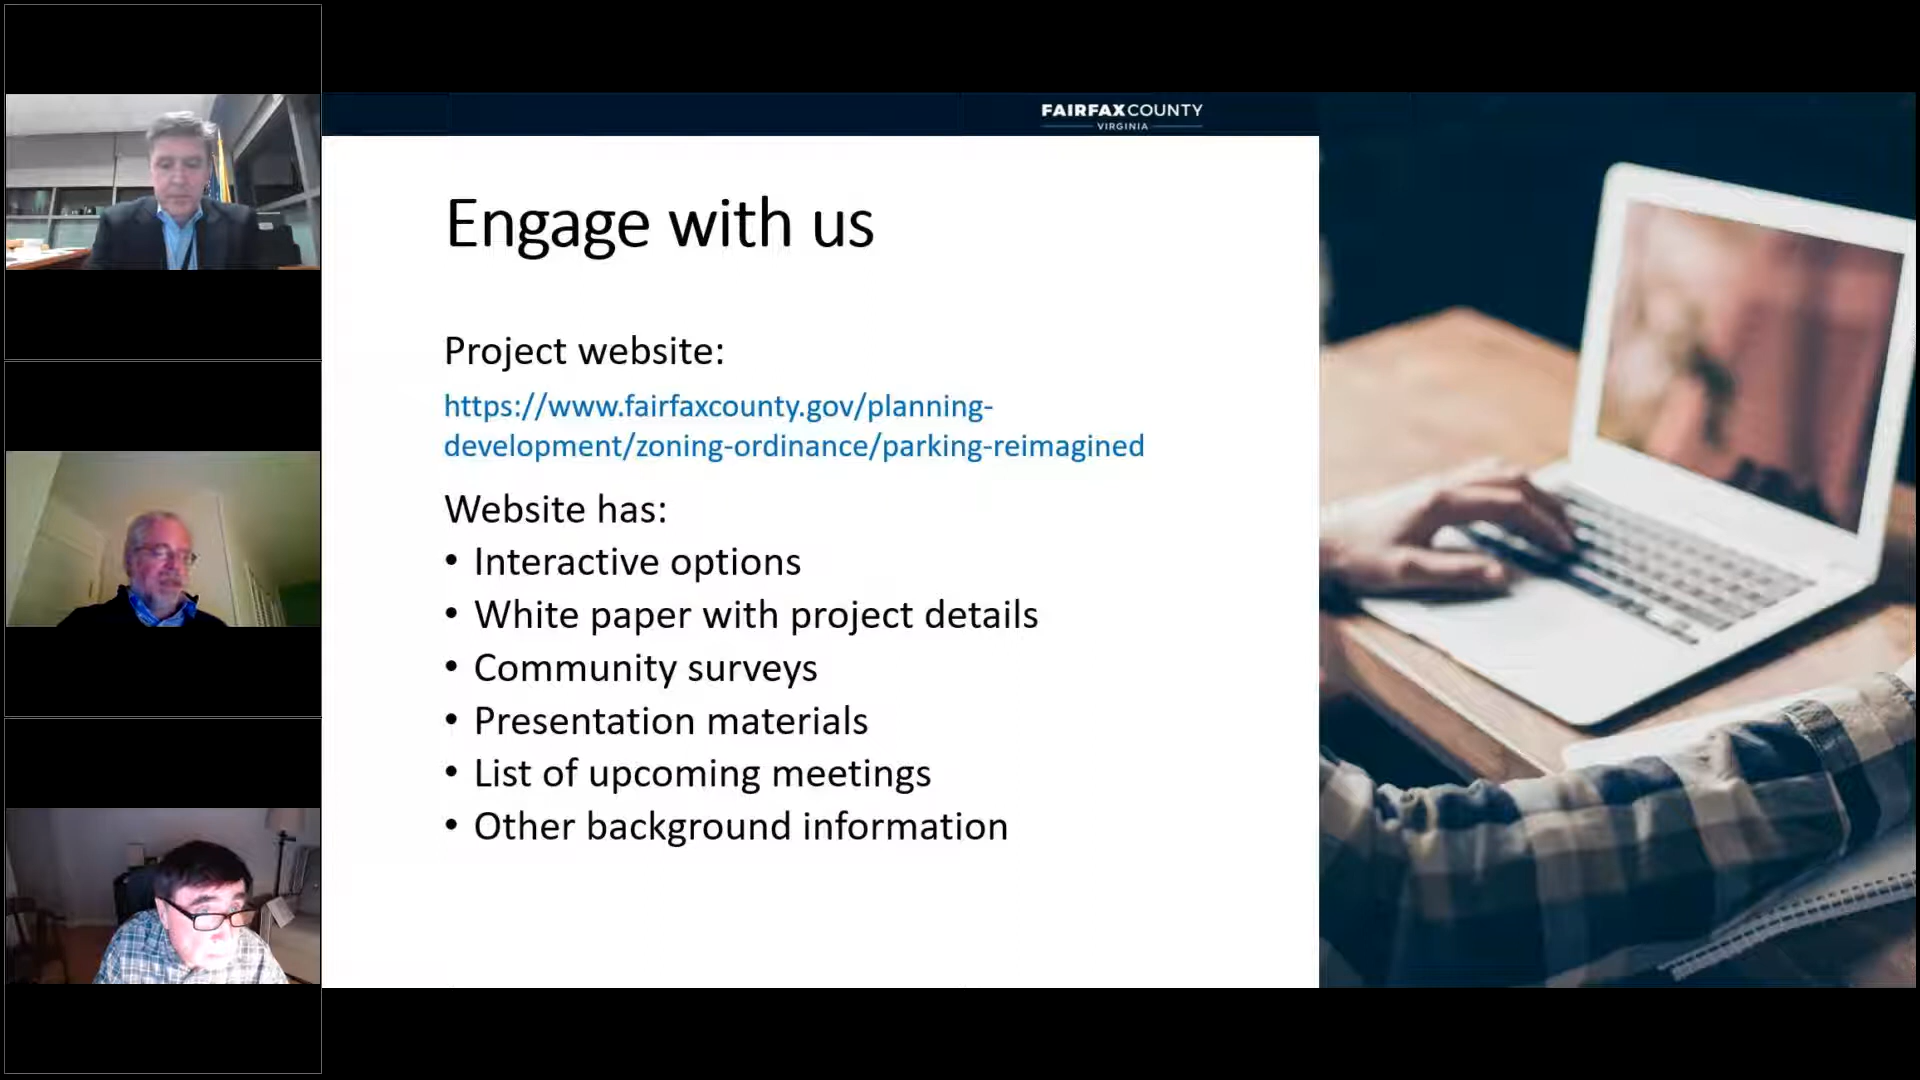 FAIRFAXCOUNTY
VIRGINIA
Engage with us
Project website:
https://www.fairfaxcounty.gov/planning-
development/zoning-ordinance/parking-reimagined
Website has:
• Interactive options
• White paper with project details
• Community surveys
• Presentation materials
• List of upcoming meetings
• Other background information